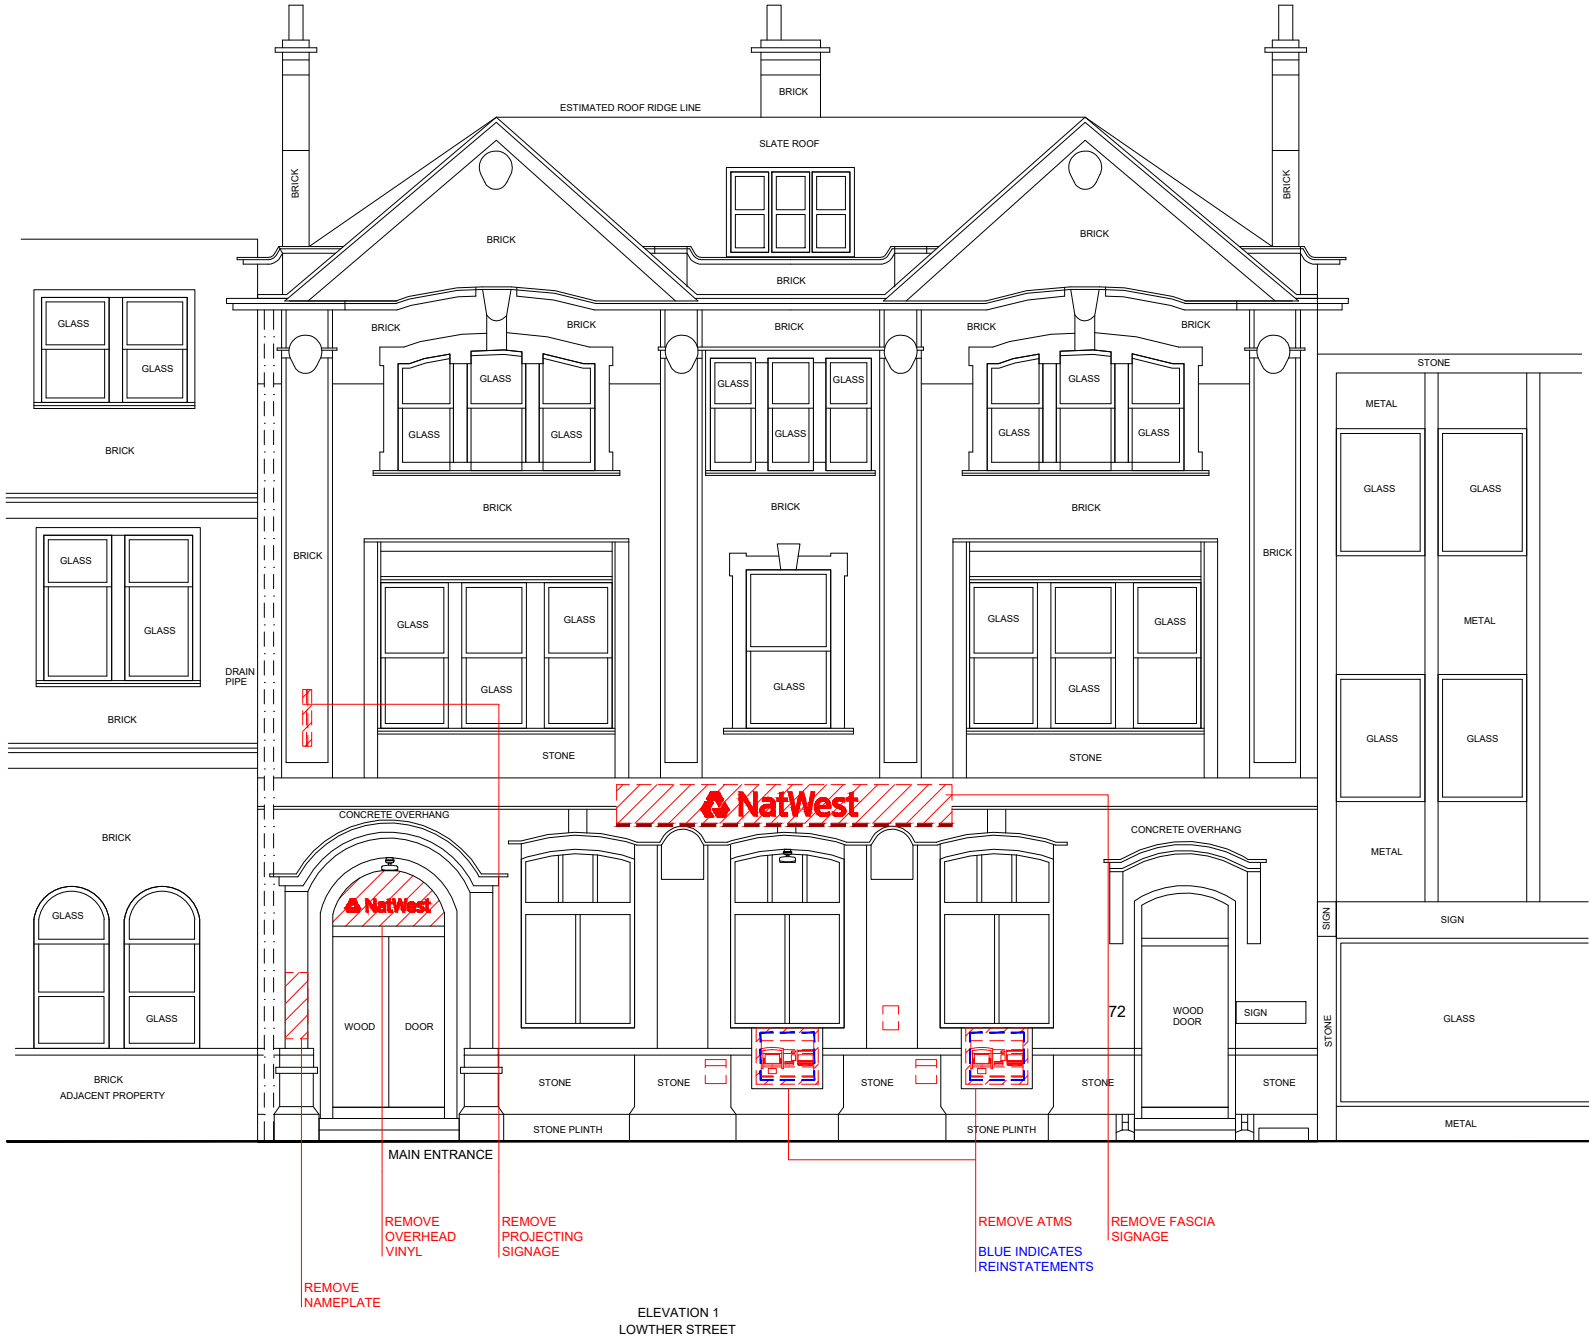 BRICK
ESTIMATED ROOF RIDGE LINE
SLATE ROOF
BRICK
BRICK
BRICK
BRICK
BRICK
GLASS
BRICK
BRICK
BRICK
BRICK
BRICK
GLASS
STONE
GLASS
GLASS
GLASS
GLASS
METAL
GLASS
GLASS
GLASS
GLASS
GLASS
BRICK
GLASS
GLASS
BRICK
BRICK
BRICK
BRICK
BRICK
GLASS
GLASS
GLASS
GLASS
GLASS
METAL
GLASS
DRAIN
PIPE
GLASS
GLASS
GLASS
BRICK
GLASS
GLASS
STONE
STONE
NatWest
CONCRETE OVERHANG
CONCRETE OVERHANG
BRICK
METAL
NatWest
GLASS
SIGN
SIGN
72
WOOD
DOOR
SIGN
GLASS
WOOD
DOOR
GLASS
STONE
BRICK
ADJACENT PROPERTY
STONE
STONE
STONE
STONE
STONE
STONE PLINTH
STONE PLINTH
METAL
MAIN ENTRANCE
REMOVE
OVERHEAD
VINYL
REMOVE
PROJECTING
SIGNAGE
REMOVE ATMS
BLUE INDICATES
REINSTATEMENTS
REMOVE FASCIA
SIGNAGE
REMOVE
NAMEPLATE
ELEVATION 1
LOWTHER STREET